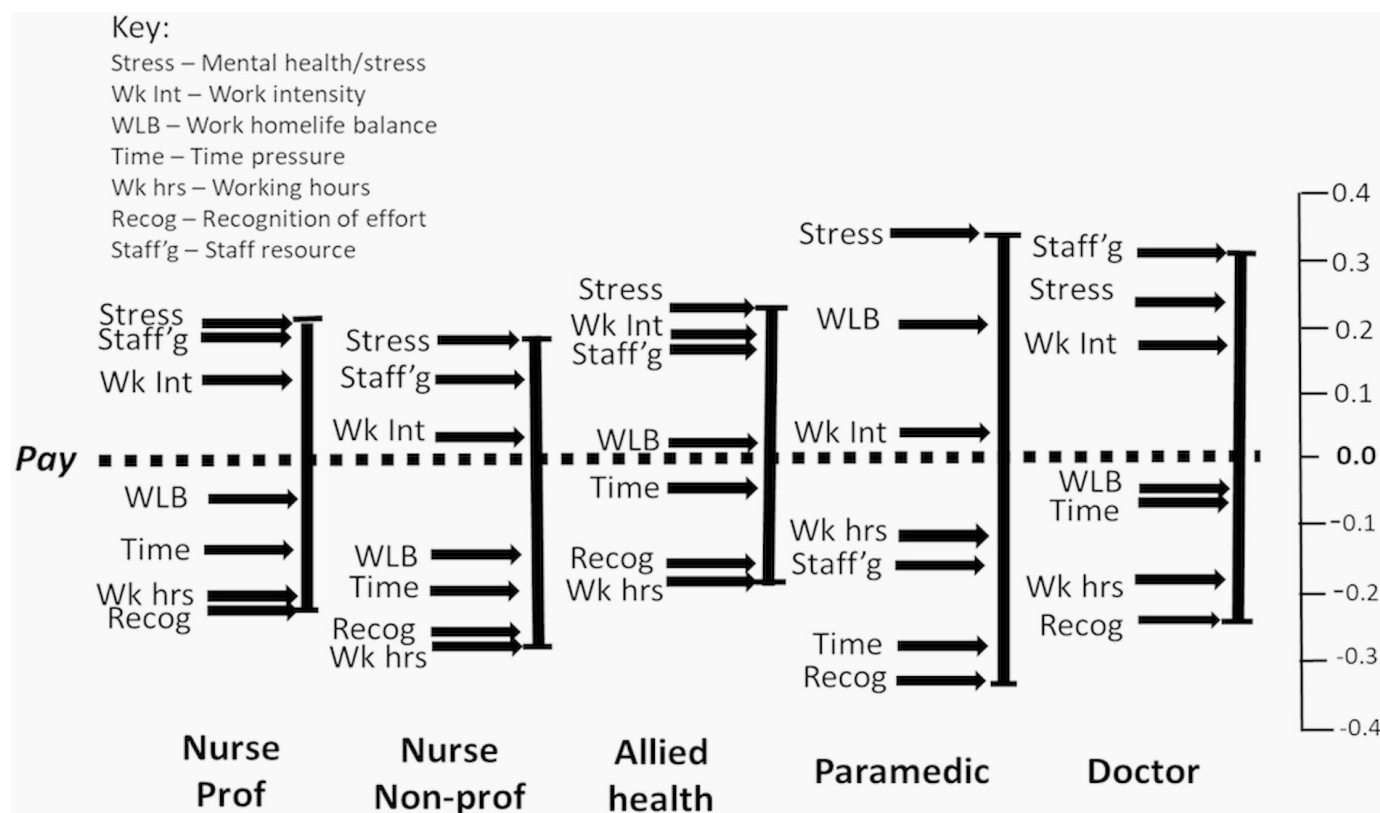 Key:
Stress – Mental health/stress
Wk Int – Work intensity
WLB – Work homelife balance
Time – Time pressure
Wk hrs – Working hours
Recog – Recognition of effort
Staff’g – Staff resource
Pay
Stress
Staff’g
Wk Int
WLB
Time
Wk hrs
Recog
Nurse
Prof
Stress
Staff’g
Wk Int
WLB
Time
Recog
Wk hrs
Nurse
Non-prof
Stress
Wk Int
Staff’g
WLB
Time
Recog
Wk hrs
Allied
health
Stress
WLB
Wk Int
Wk hrs
Staff’g
Time
Recog
Paramedic
Staff’g
Stress
Wk Int
WLB
Time
Wk hrs
Recog
Doctor
0.4
0.3
0.2
0.1
0.0
-0.1
-0.2
-0.3
-0.4